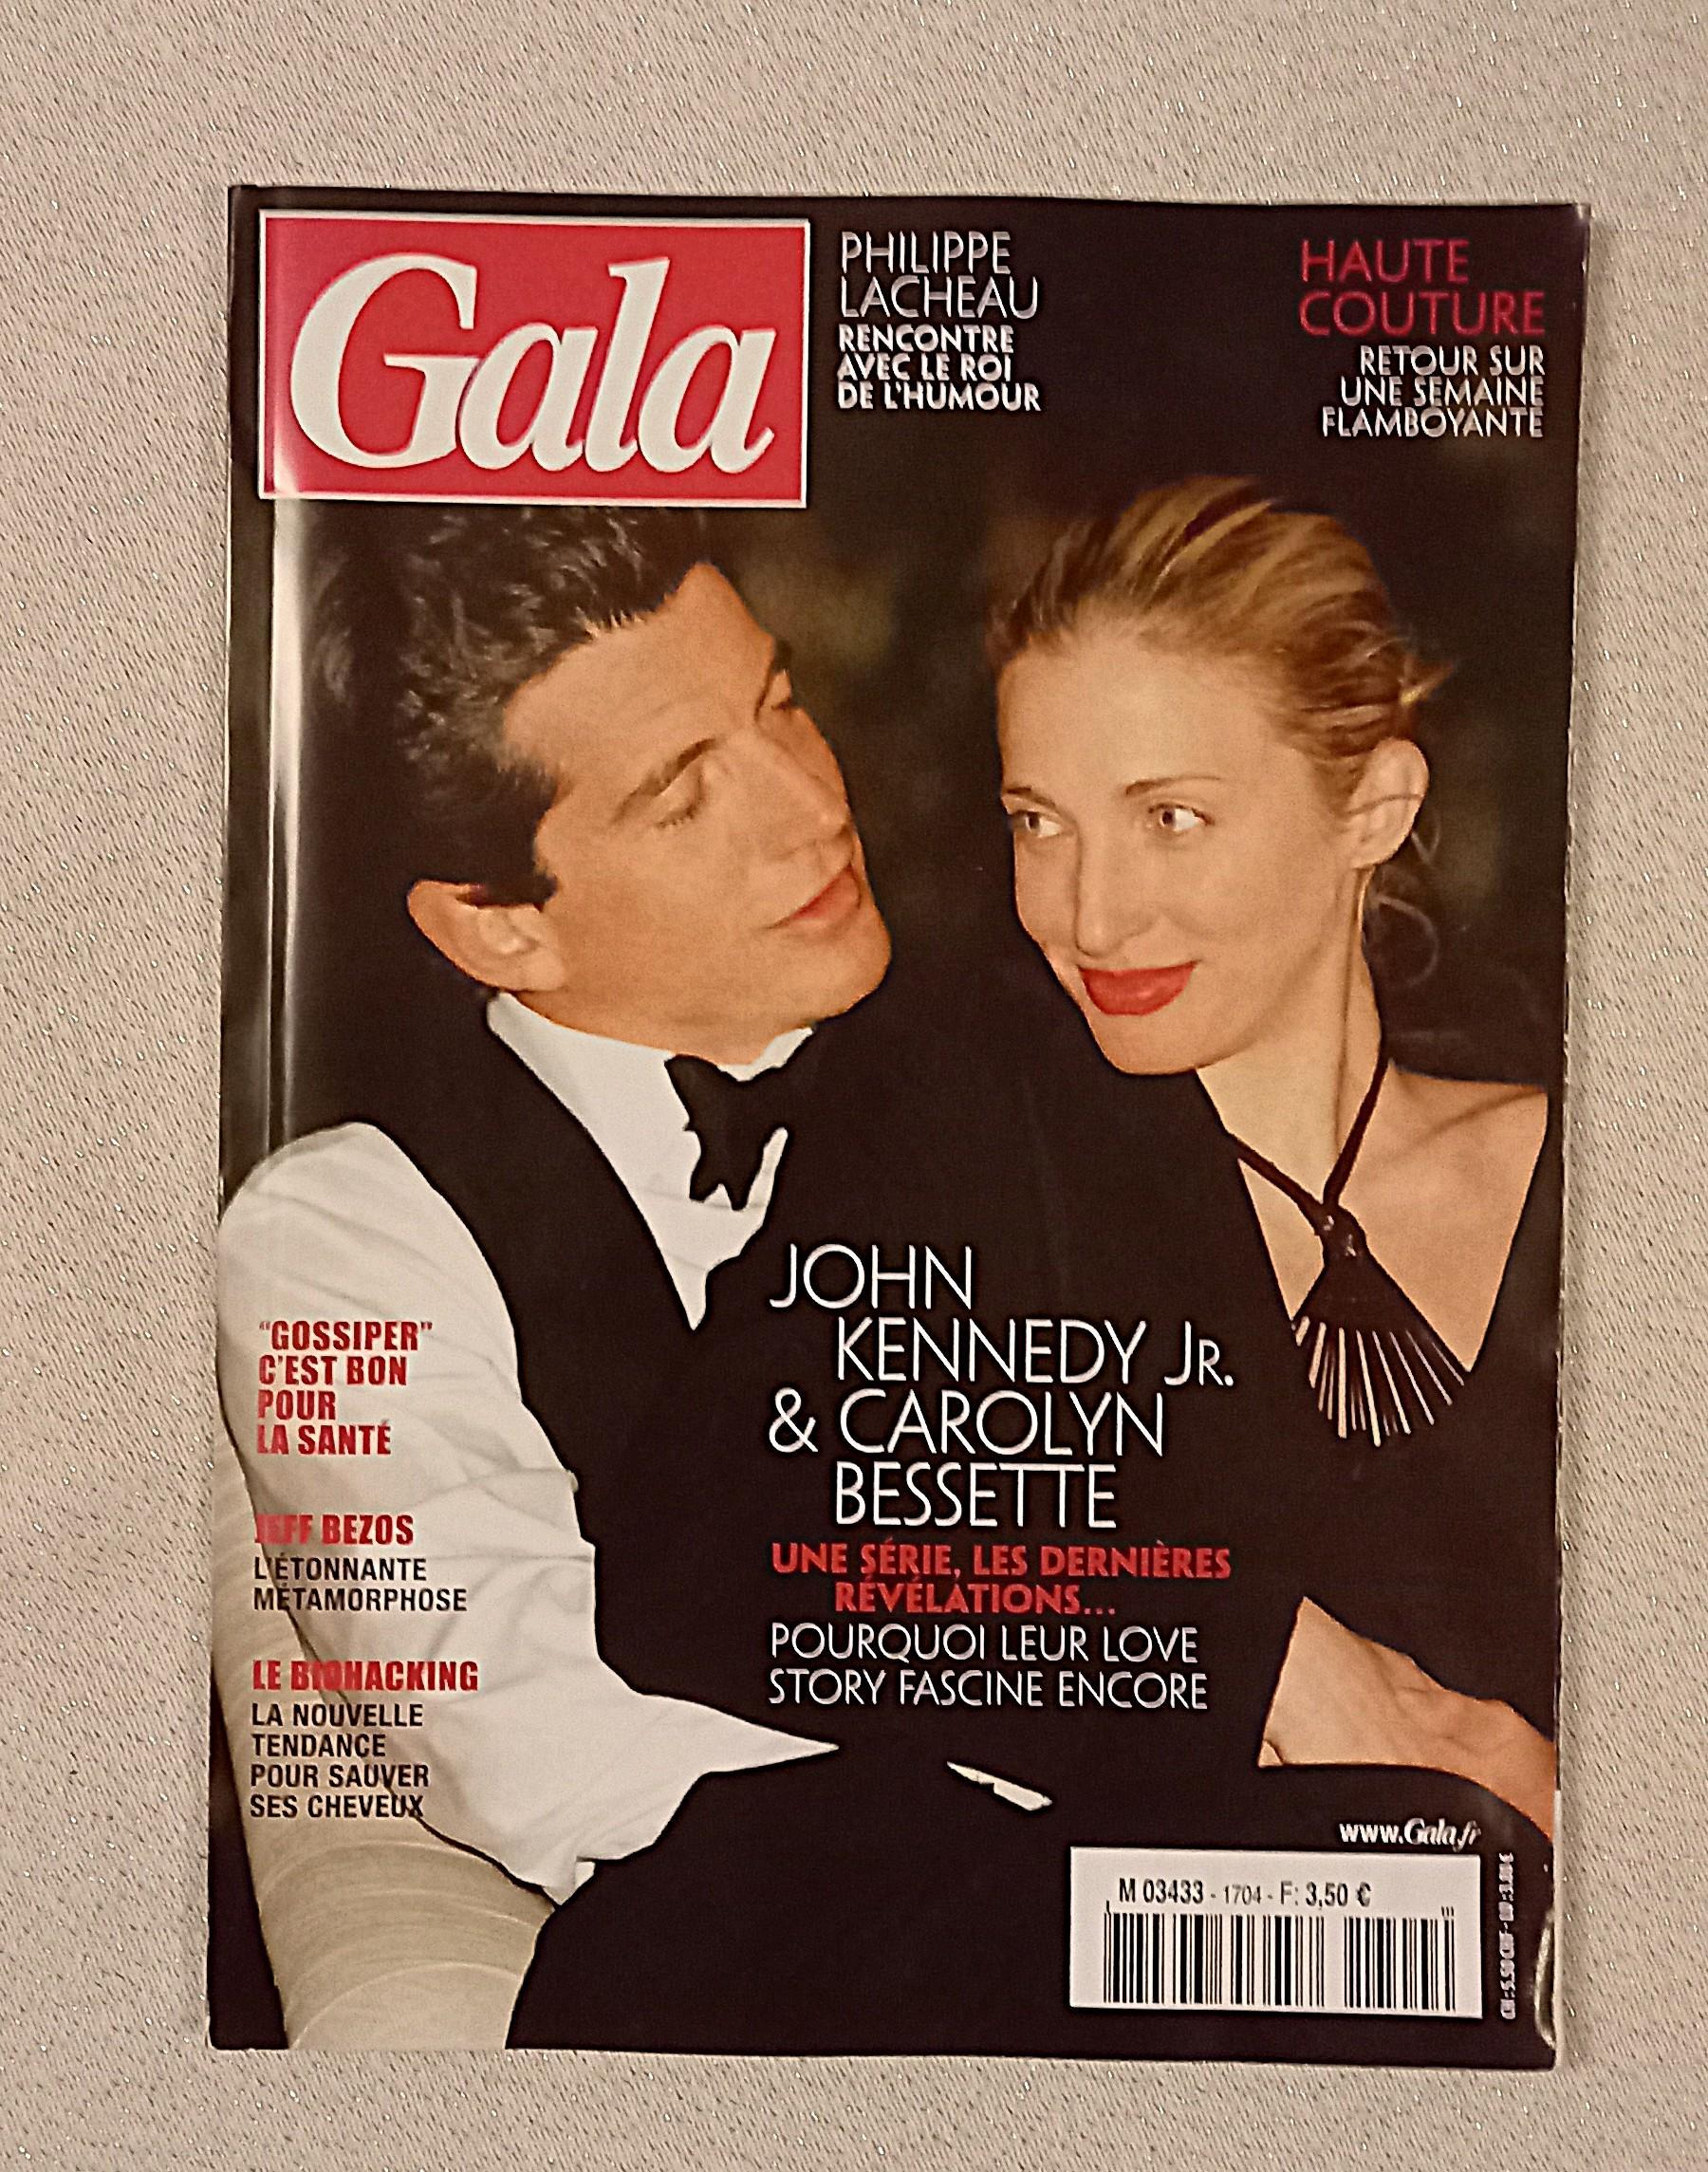 Gala
PHILIPPE
LACHEAU
RENCONTRE
AVEC LE ROI
DE L'HUMOUR
HAUTE
COUTURE
RETOUR SUR
UNE SEMAINE
FLAMBOYANTE
JOHN
KENNEDY JR.
& CAROLYN
BESSETTE
UNE SÉRIE, LES DERNIÈRES
RÉVÉLATIONS...
POURQUOI LEUR LOVE
STORY FASCINE ENCORE
"GOSSIPER"
C'EST BON
POUR
LA SANTÉ
JEFF BEZOS
L'ÉTONNANTE
MÉTAMORPHOSE
LE BIOHACKING
LA NOUVELLE
TENDANCE
POUR SAUVER
SES CHEVEUX
www.Gala.fr
M 03433 - 1704 - F: 3,50 €